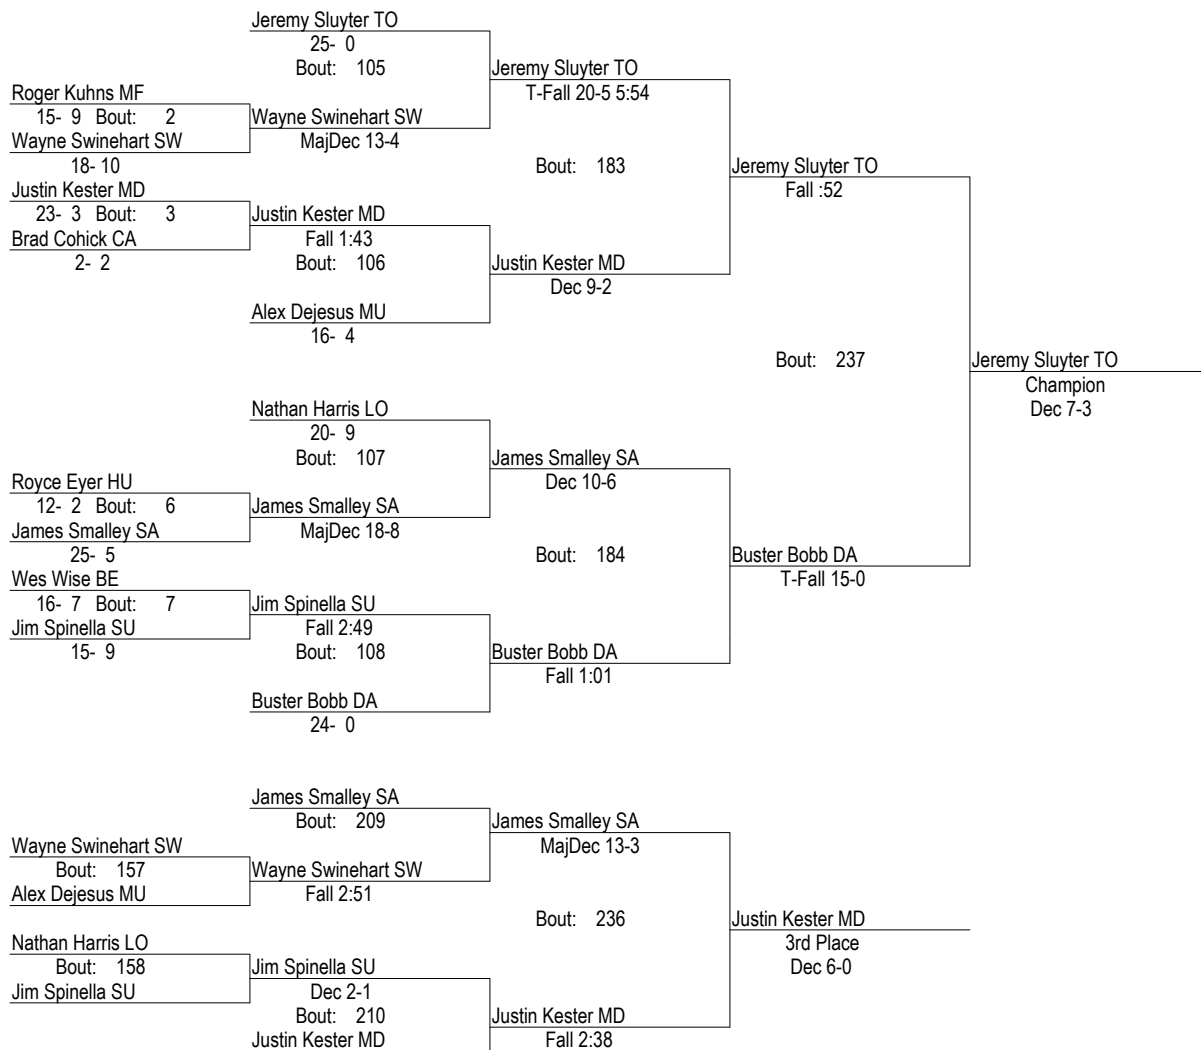 Jeremy Sluyter TO
25- 0
Bout: 105
Jeremy Sluyter TO
T-Fall 20-5 5:54
Roger Kuhns MF
15- 9 Bout: 2
Wayne Swinehart SW
MajDec 13-4
Wayne Swinehart SW
18- 10
Bout: 183
Jeremy Sluyter TO
Fall :52
Justin Kester MD
23- 3 Bout: 3
Justin Kester MD
Fall 1:43
Brad Cohick CA
2- 2
Bout: 106
Justin Kester MD
Dec 9-2
Alex Dejesus MU
16- 4
Bout: 237
Jeremy Sluyter TO
Champion
Dec 7-3
Nathan Harris LO
20- 9
Bout: 107
James Smalley SA
Dec 10-6
Royce Eyer HU
12- 2 Bout: 6
James Smalley SA
MajDec 18-8
James Smalley SA
25- 5
Bout: 184
Buster Bobb DA
T-Fall 15-0
Wes Wise BE
16- 7 Bout: 7
Jim Spinella SU
Fall 2:49
Jim Spinella SU
15- 9
Bout: 108
Buster Bobb DA
Fall 1:01
Buster Bobb DA
24- 0
James Smalley SA
Bout: 209
James Smalley SA
MajDec 13-3
Wayne Swinehart SW
Bout: 157
Wayne Swinehart SW
Fall 2:51
Alex Dejesus MU
Bout: 236
Justin Kester MD
3rd Place
Dec 6-0
Nathan Harris LO
Bout: 158
Jim Spinella SU
Dec 2-1
Jim Spinella SU
Bout: 210
Justin Kester MD
Fall 2:38
Justin Kester MD